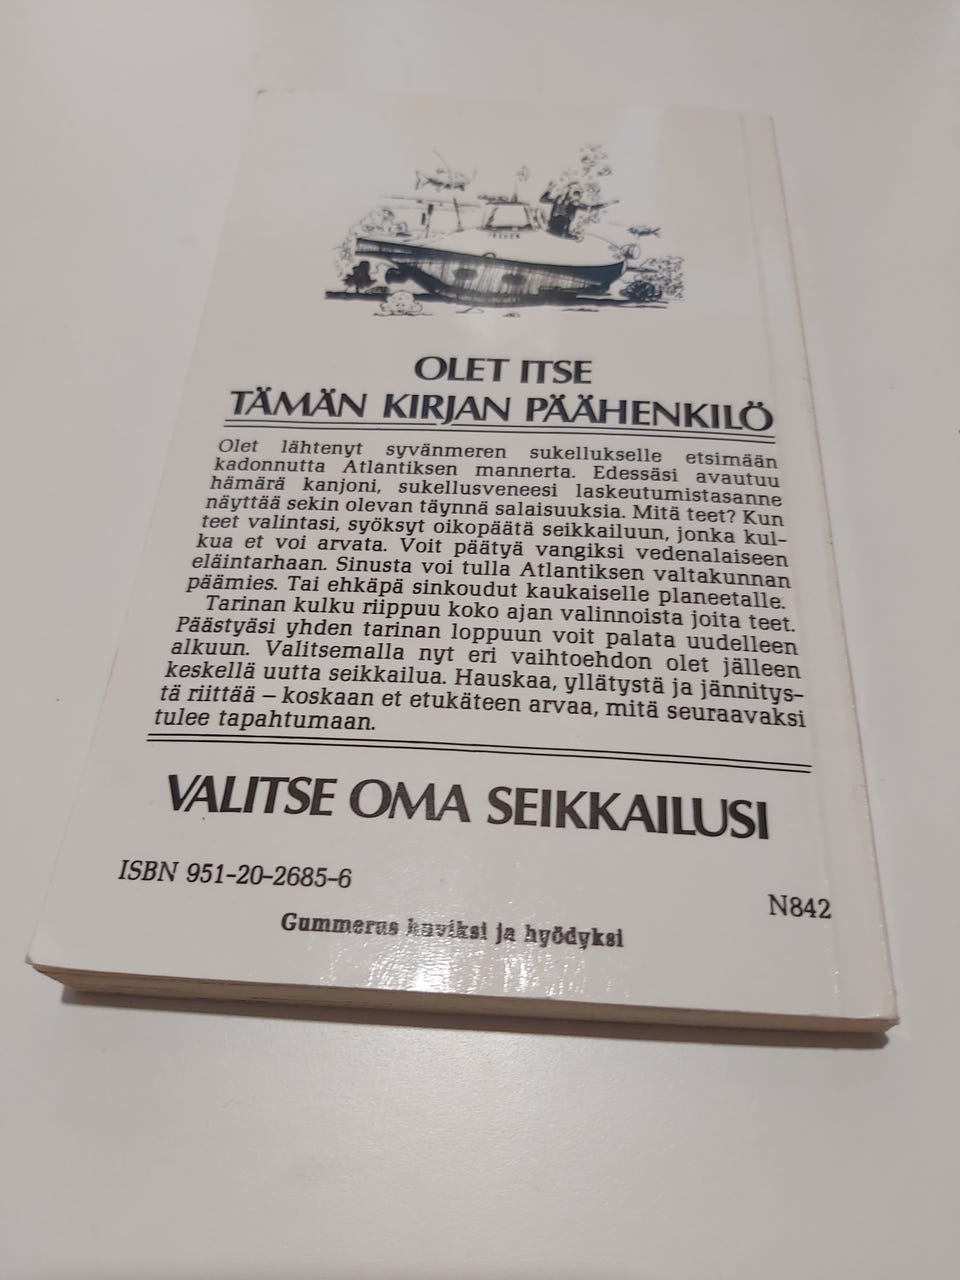 OLET ITSE
TÄMÄN KIRJAN PÄÄHENKILÖ
Olet lähtenyt syvänmeren sukellukselle etsimään
kadonnutta Atlantiksen mannerta. Edessäsi avautuu
hämärä kanjoni, sukellusveneesi laskeutumistasanne
näyttää sekin olevan täynnä salaisuuksia. Mitä teet? Kun
teet valintasi, syöksyt oikopäätä seikkailuun, jonka kul-
kua et voi arvata. Voit päätyä vangiksi vedenalaiseen
eläintarhaan. Sinusta voi tulla Atlantiksen valtakunnan
päämies. Tai ehkäpä sinkoudut kaukaiselle planeetalle.
Tarinan kulku riippuu koko ajan valinnoista joita teet.
Päästyäsi yhden tarinan loppuun voit palata uudelleen
alkuun. Valitsemalla nyt eri vaihtoehdon olet jälleen
keskellä uutta seikkailua. Hauskaa, yllätystä ja jännitys-
tä riittää – koskaan et etukäteen arvaa, mitä seuraavaksi
tulee tapahtumaan.
VALITSE OMA SEIKKAILUSI
ISBN 951-20-2685-6
N842
Gummerus huviksi ja hyödyksi